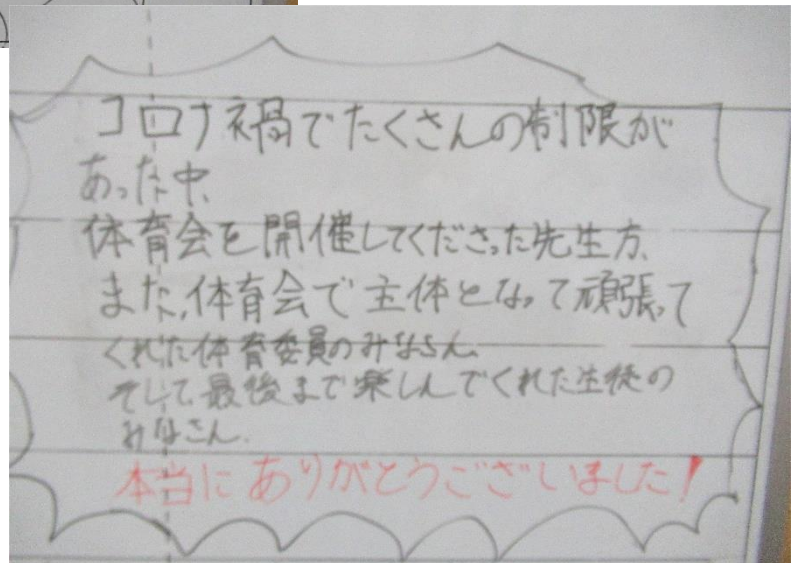 コロナ禍でたくさんの制限が
あった中、
体育会を開催してくださった先生方、
また、体育会で主体となって頑張って
くれた体育委員のみなさん、
そして最後まで楽しんでくれた生徒の
みなさん、
本当にありがとうございました!